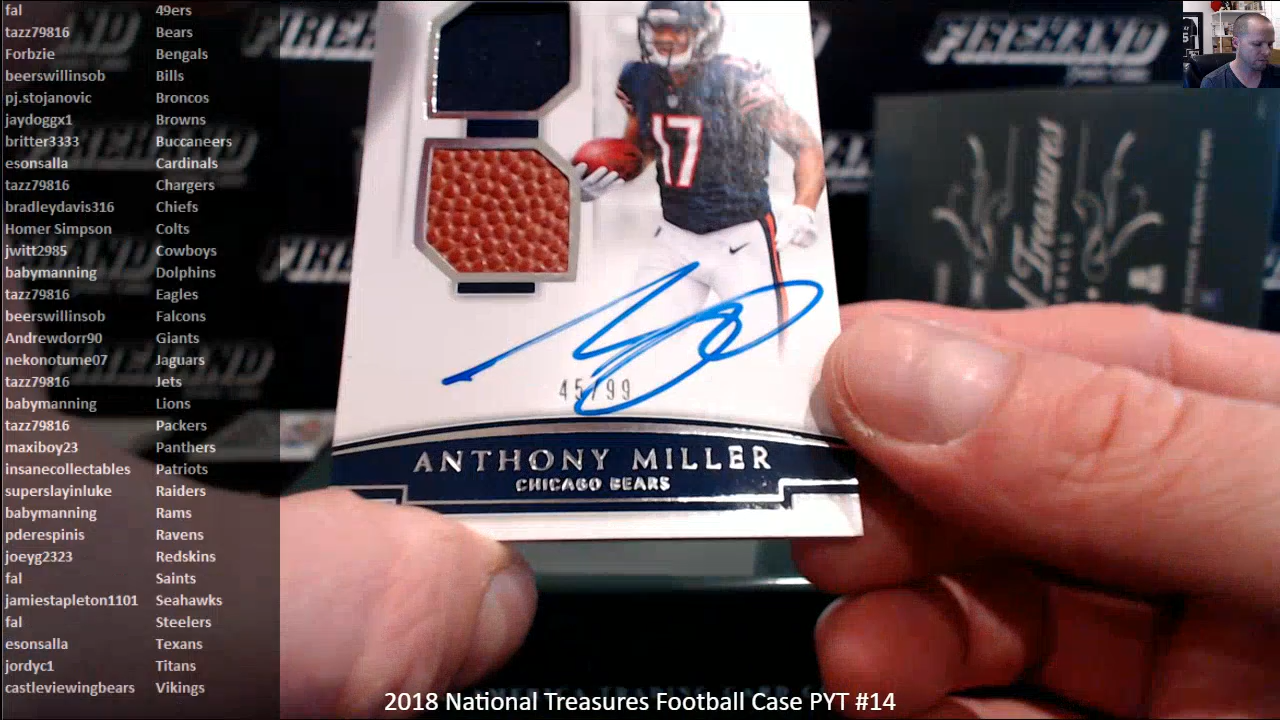 fal 49ers
tazz79816 Bears
Forbzie Bengals
beerswillinsob Bills
pj.stojanovic Broncos
jaydoggx1 Browns
britter3333 Buccaneers
esonsalla Cardinals
tazz79816 Chargers
bradleydavis316 Chiefs
Homer Simpson Colts
jwitt2985 Cowboys
babymanning Dolphins
tazz79816 Eagles
beerswillinsob Falcons
Andrewdorr90 Giants
nekonotume07 Jaguars
tazz79816 Jets
babymanning Lions
tazz79816 Packers
maxiboy23 Panthers
insanecollectables Patriots
superslayinluke Raiders
babymanning Rams
pderespinis Ravens
joeyg2323 Redskins
fal Saints
jamiestapleton1101 Seahawks
fal Steelers
esonsalla Texans
jordyc1 Titans
castleviewingbears Vikings
FIREHAND
FIREHAND
17
Treasures
45/99
ANTHONY MILLER
CHICAGO BEARS
2018 National Treasures Football Case PYT #14